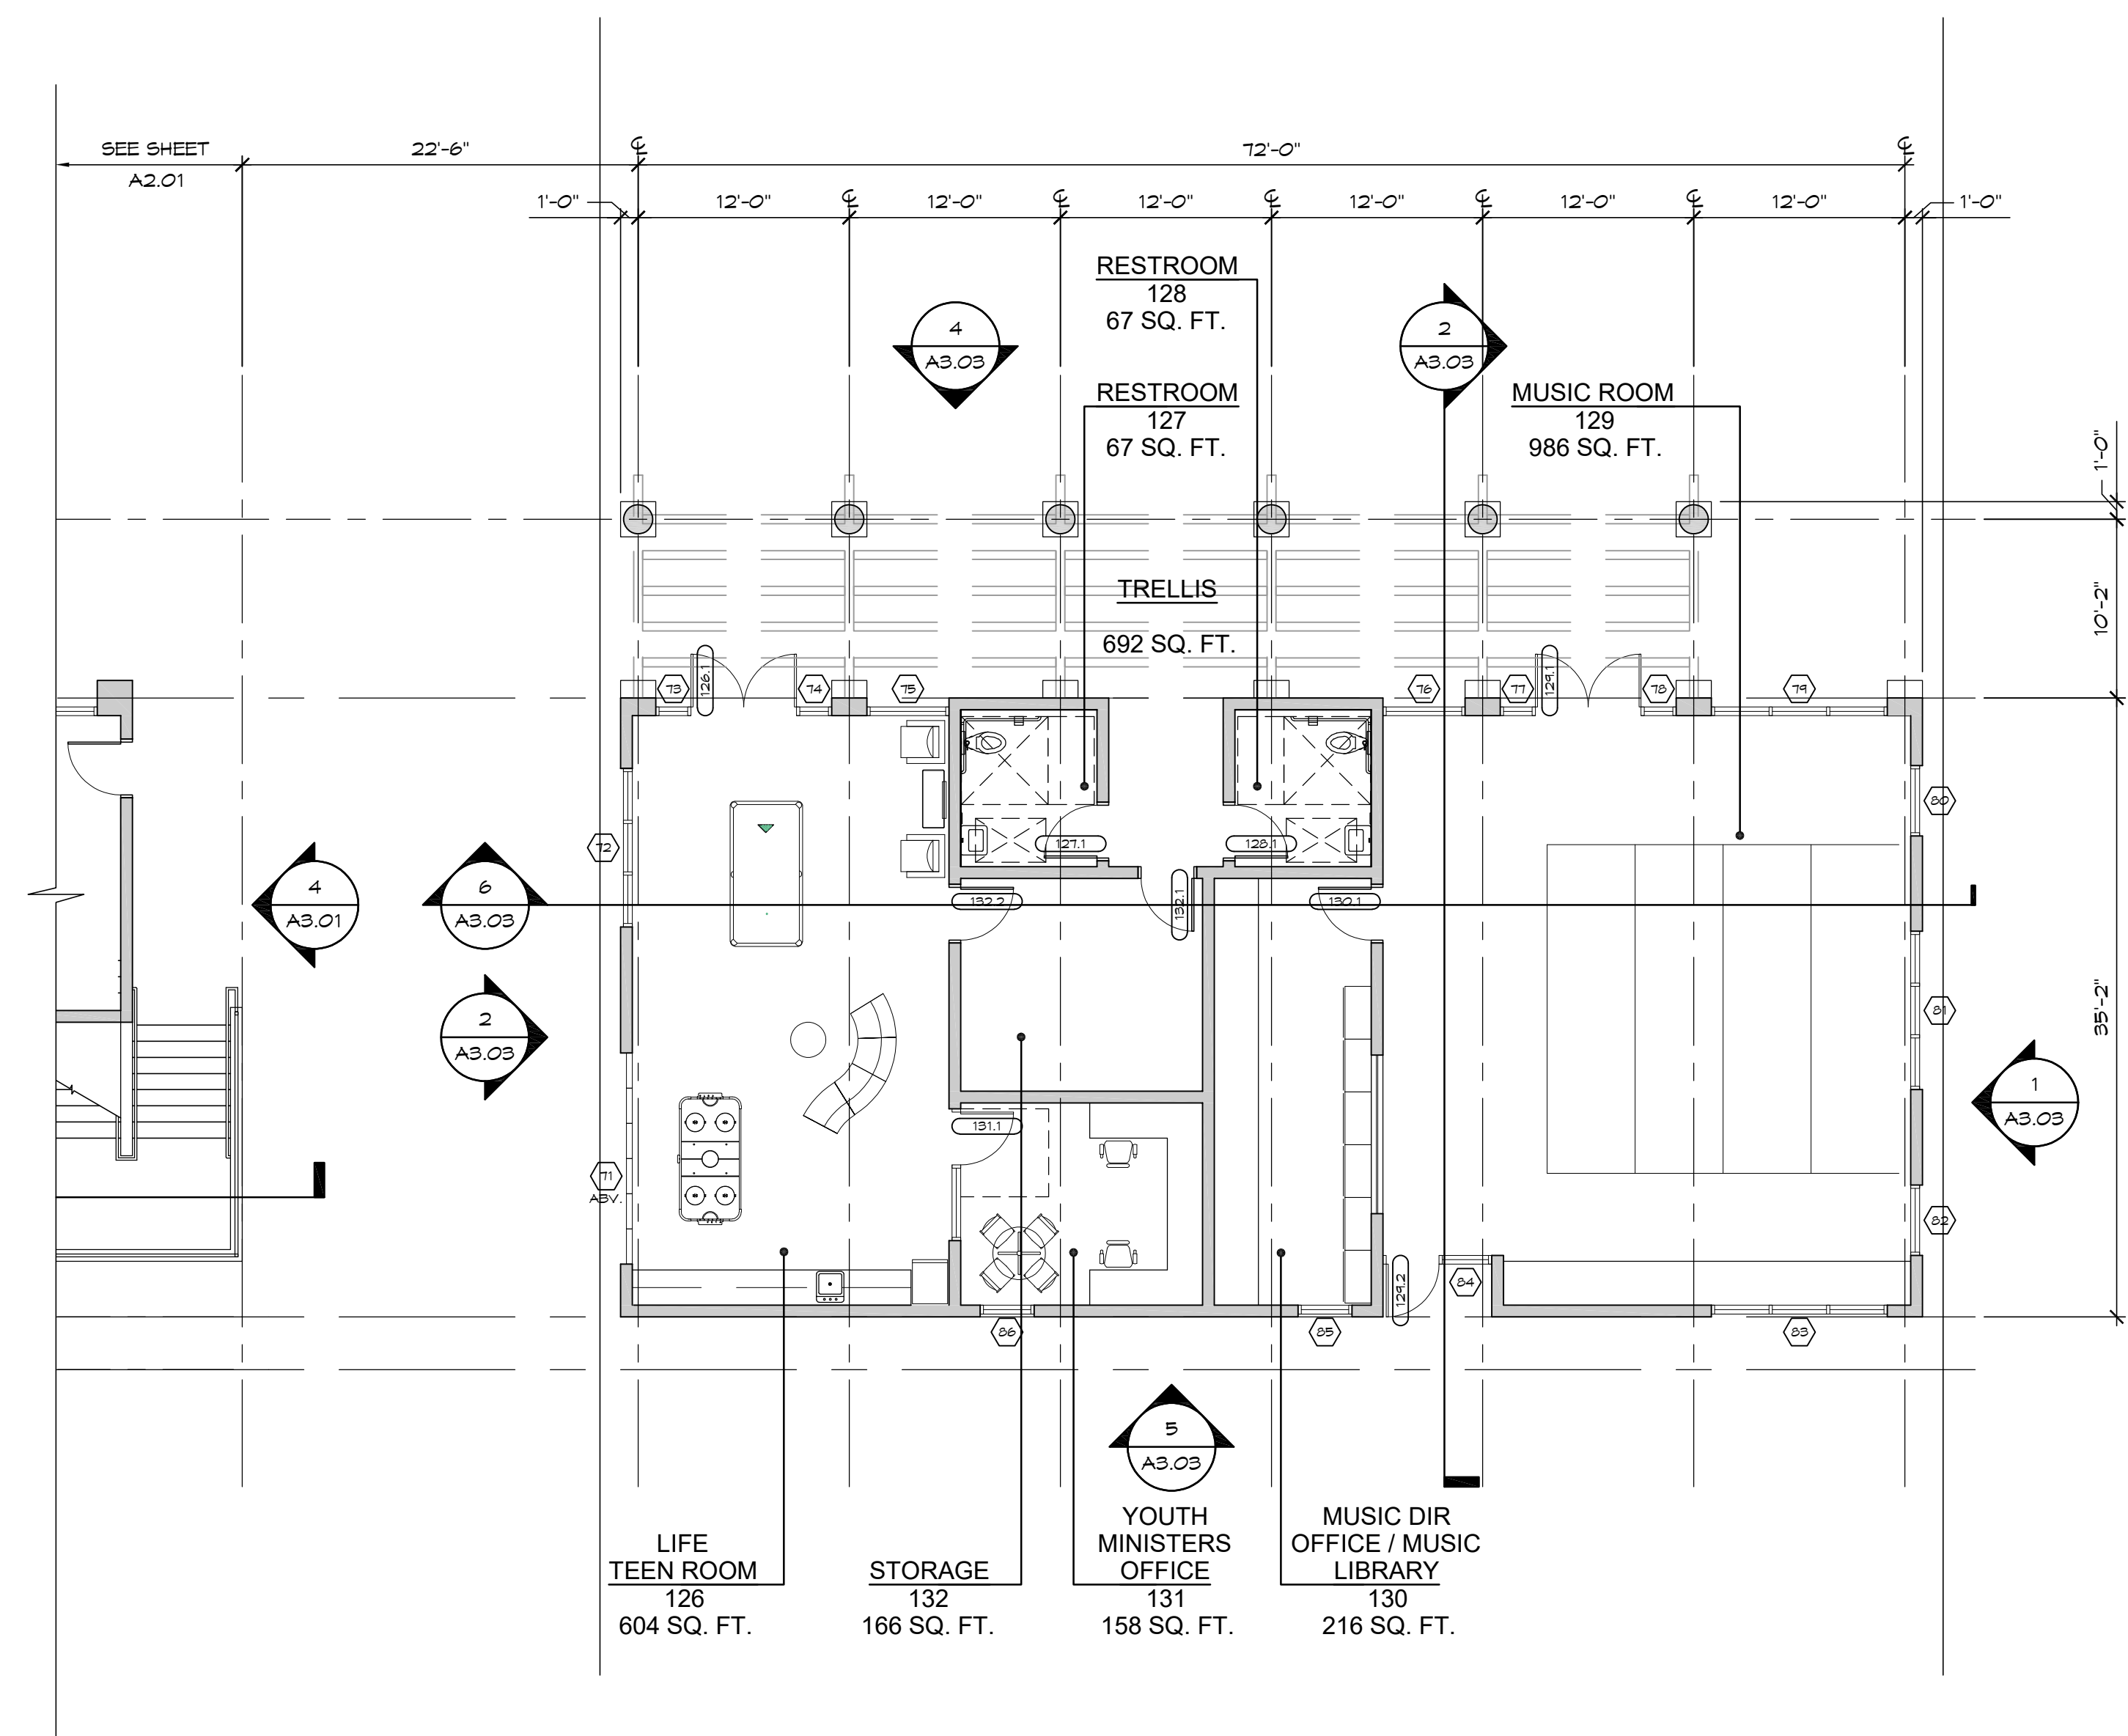 SEE SHEET
A2.01
22'-6"
72'-0"
1'-0"
12'-0"
12'-0"
12'-0"
12'-0"
12'-0"
12'-0"
1'-0"
RESTROOM
128
67 SQ. FT.
4
A3.03
2
A3.03
RESTROOM
127
67 SQ. FT.
MUSIC ROOM
129
986 SQ. FT.
1'-0"
10'-2"
35'-2"
TRELLIS
692 SQ. FT.
73
126.1
74
75
76
77
129.1
78
79
72
127.1
128.1
80
4
A3.01
6
A3.03
132.2
132.1
130.1
2
A3.03
81
131.1
1
A3.03
71
ABV.
82
129.2
84
86
85
83
5
A3.03
LIFE
TEEN ROOM
126
604 SQ. FT.
STORAGE
132
166 SQ. FT.
YOUTH
MINISTERS
OFFICE
131
158 SQ. FT.
MUSIC DIR
OFFICE / MUSIC
LIBRARY
130
216 SQ. FT.